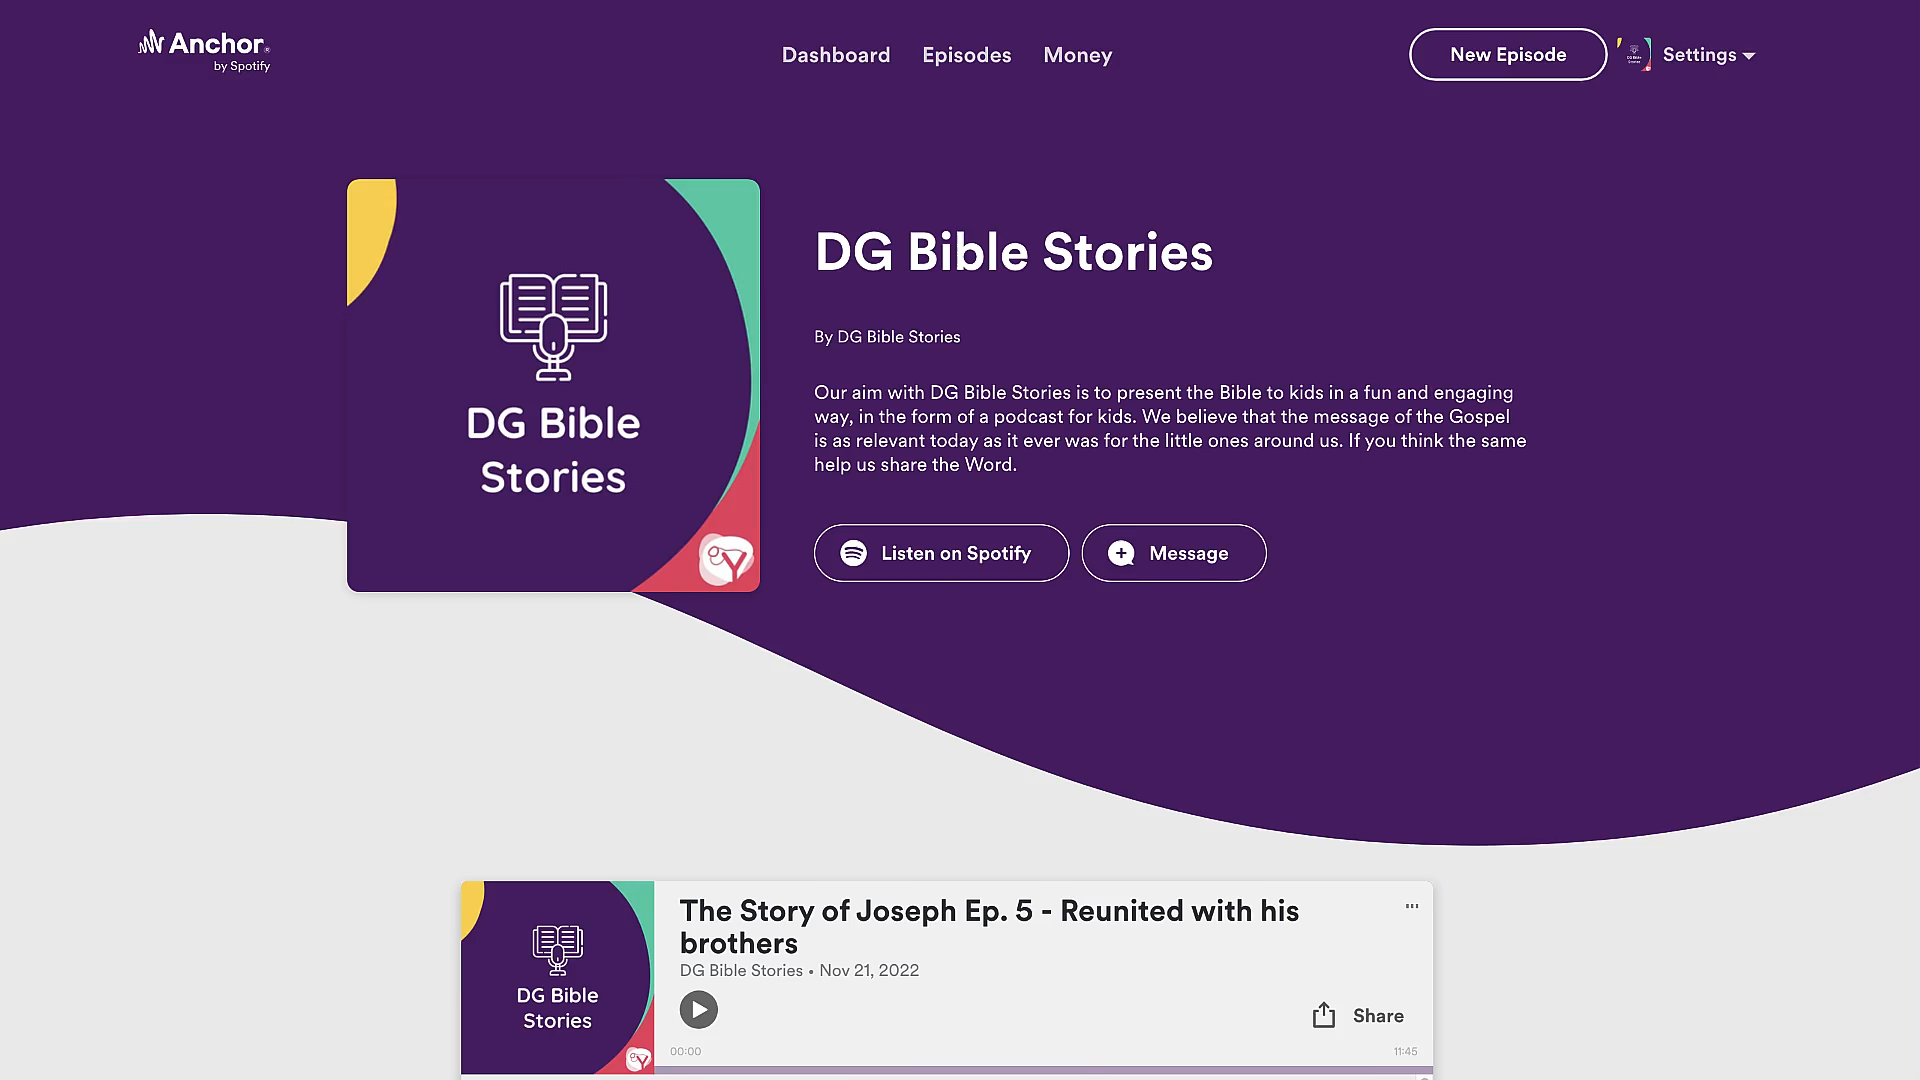 Anchor
by Spotify
Dashboard
Episodes
Money
New Episode
Settings
DG Bible
Stories
DG Bible Stories
By DG Bible Stories
Our aim with DG Bible Stories is to present the Bible to kids in a fun and engaging
way, in the form of a podcast for kids. We believe that the message of the Gospel
is as relevant today as it ever was for the little ones around us. If you think the same
help us share the Word.
Listen on Spotify
Message
DG Bible
Stories
The Story of Joseph Ep. 5 - Reunited with his
brothers
DG Bible Stories • Nov 21, 2022
Share
00:00
11:45